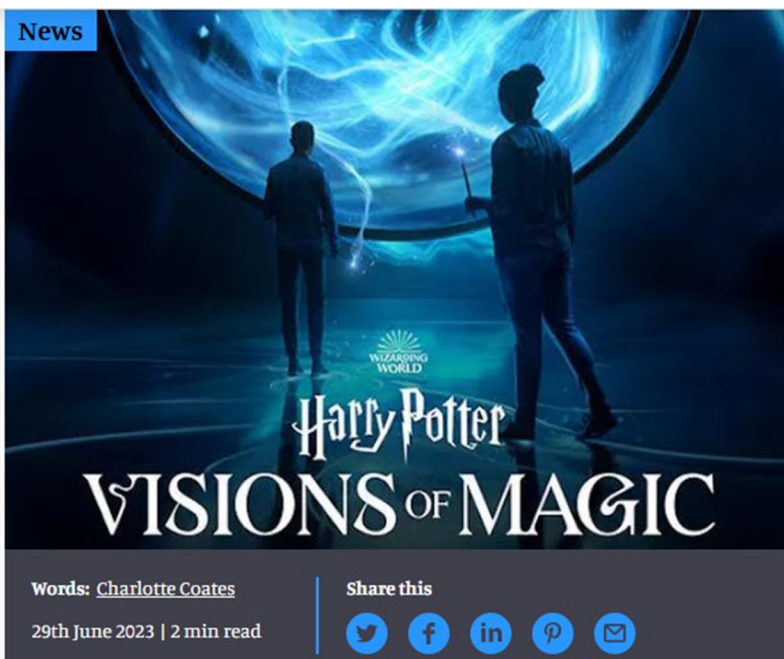 News
WIZARDING
WORLD
Harry Potter
VISIONS OF MAGIC
Words: Charlotte Coates
29th June 2023 | 2 min read
Share this
in